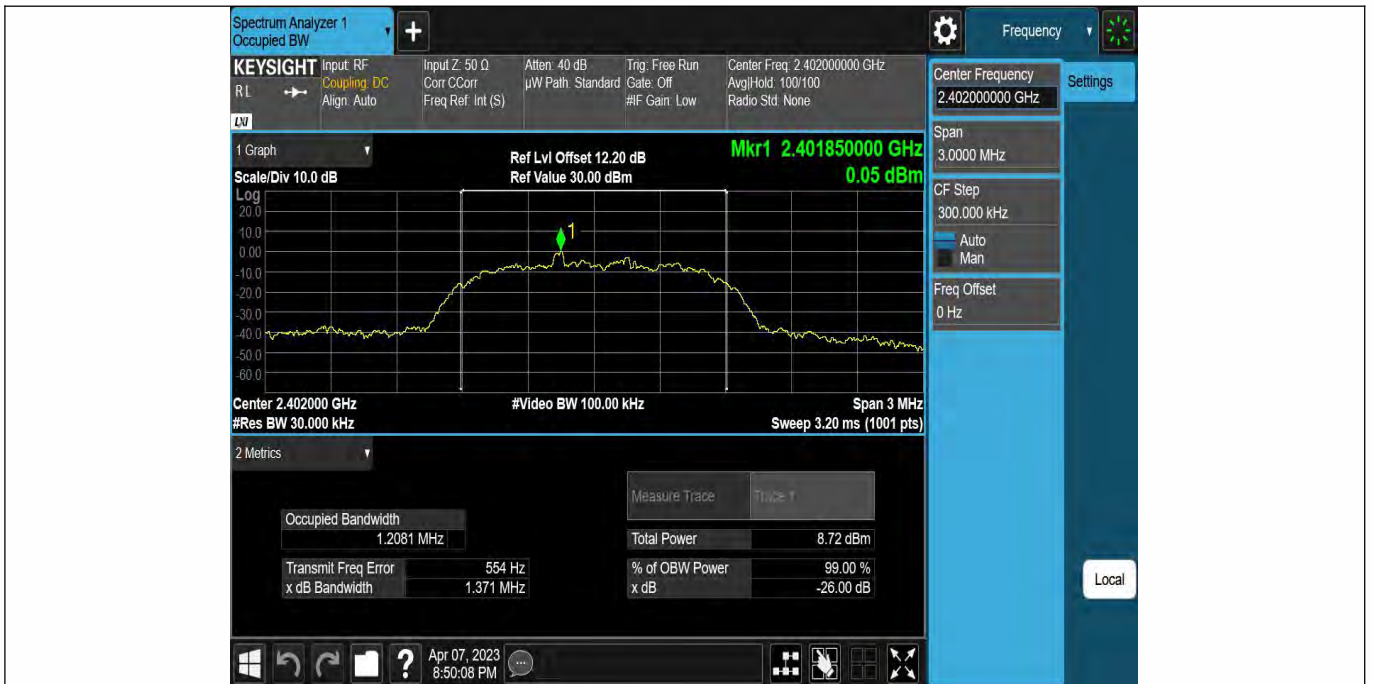 Spectrum Analyzer 1
Occupied BW
+
Frequency
KEYSIGHT
R L
LXI
Input: RF
Coupling: DC
Align: Auto
Input Z: 50 Ω
Corr CCorr
Freq Ref: Int (S)
Atten: 40 dB
µW Path: Standard
Trig: Free Run
Gate: Off
#IF Gain: Low
Center Freq: 2.402000000 GHz
Avg|Hold: 100/100
Radio Std: None
Center Frequency
2.402000000 GHz
Settings
Span
3.0000 MHz
CF Step
300.000 kHz
Auto
Man
Freq Offset
0 Hz
Local
1 Graph
Scale/Div 10.0 dB
Ref Lvl Offset 12.20 dB
Ref Value 30.00 dBm
Mkr1 2.401850000 GHz
0.05 dBm
Log
20.0
10.0
0.00
-10.0
-20.0
-30.0
-40.0
-50.0
-60.0
1
Center 2.402000 GHz
#Video BW 100.00 kHz
Span 3 MHz
#Res BW 30.000 kHz
Sweep 3.20 ms (1001 pts)
2 Metrics
Measure Trace
Trace 1
Occupied Bandwidth
1.2081 MHz
Total Power 8.72 dBm
Transmit Freq Error 554 Hz
% of OBW Power 99.00 %
x dB Bandwidth 1.371 MHz
x dB -26.00 dB
?
Apr 07, 2023
8:50:08 PM